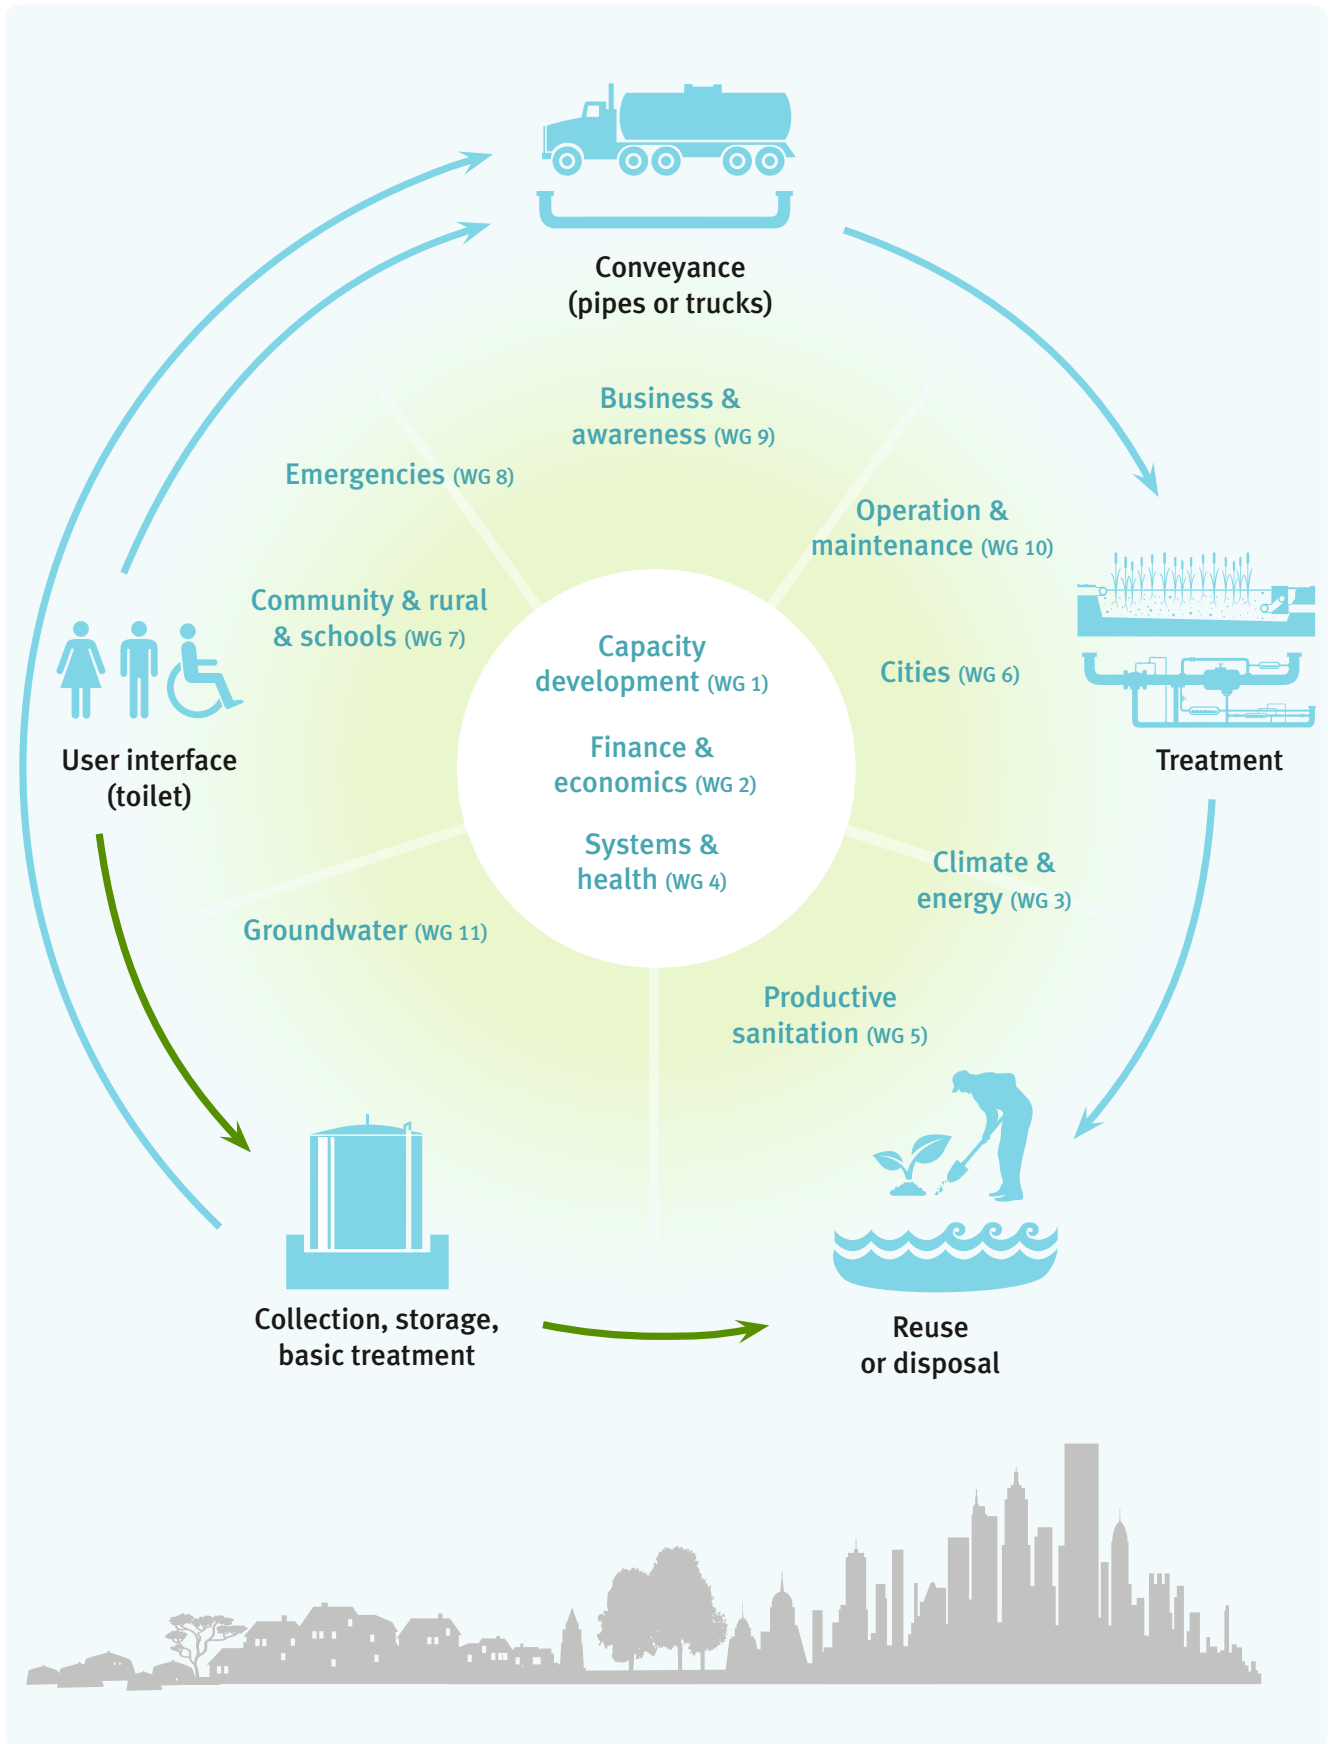 Conveyance
(pipes or trucks)
Business &
awareness (WG 9)
Emergencies (WG 8)
Operation &
maintenance (WG 10)
Community & rural
& schools (WG 7)
Capacity
development (WG 1)
Cities (WG 6)
Finance &
economics (WG 2)
User interface
(toilet)
Treatment
Systems &
health (WG 4)
Climate &
energy (WG 3)
Groundwater (WG 11)
Productive
sanitation (WG 5)
Collection, storage,
basic treatment
Reuse
or disposal